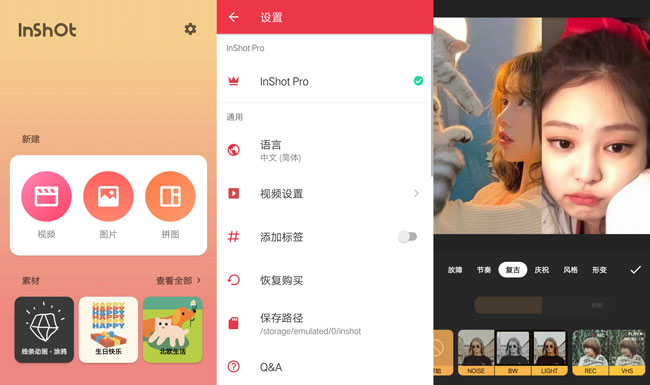 InShOt
新建
视频
图片
拼图
素材
查看全部
线条动画 - 涂鸦
HAPPY
HAPPY
HAPPY
HAPPY
生日快乐
北欧生活
设置
InShot Pro
InShot Pro
通用
语言
中文 (简体)
视频设置
添加标签
恢复购买
保存路径
/storage/emulated/0/inshot
Q&A
故障
节奏
复古
庆祝
风格
形变
NOISE
BW
LIGHT
REC
VHS